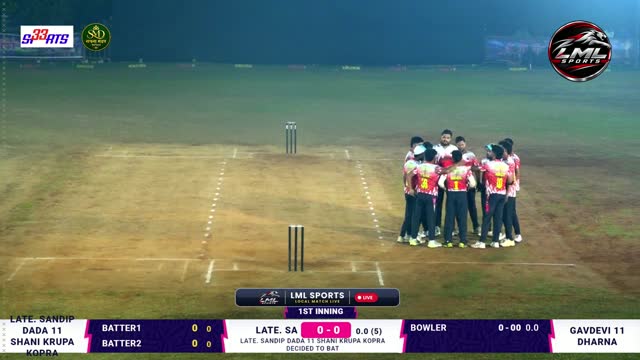 33
SPORTS
S&D
LML
SPORTS
LML SPORTS
LOCAL MATCH LIVE
LIVE
1ST INNING
LATE. SANDIP
DADA 11
SHANI KRUPA
KOPRA
BATTER1 0 0
BATTER2 0 0
LATE. SA 0 - 0 0.0 (5)
LATE. SANDIP DADA 11 SHANI KRUPA KOPRA
DECIDED TO BAT
BOWLER 0 - 00 0.0
GAVDEVI 11
DHARNA